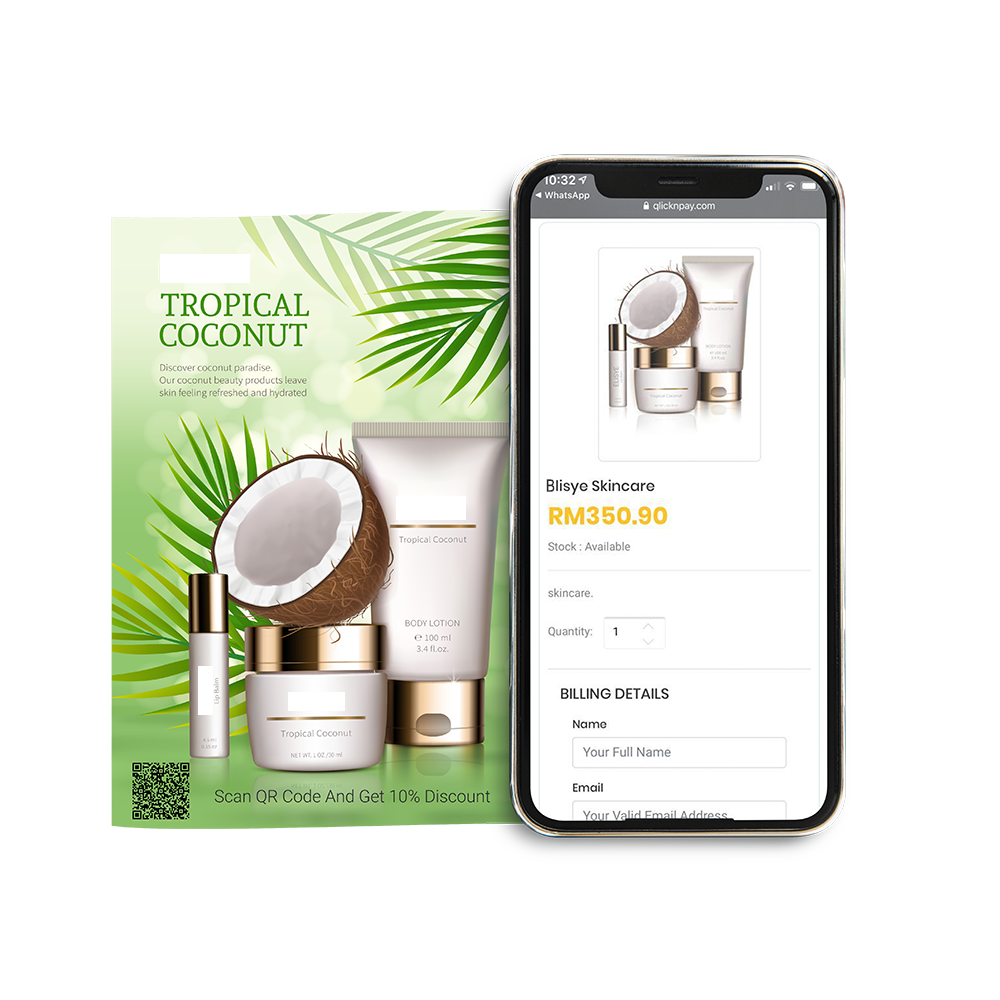 TROPICAL
COCONUT
Discover coconut paradise.
Our coconut beauty products leave
skin feeling refreshed and hydrated
Tropical Coconut
BODY LOTION
℮ 100 ml
3.4 fl.oz.
Lip Balm
Tropical Coconut
NET WT. 1 OZ./30 ml
Scan QR Code And Get 10% Discount
10:32
WhatsApp
qlicknpay.com
Tropical Coconut
BODY LOTION
℮ 100 ml
3.4 fl.oz.
Tropical Coconut
Blisye Skincare
RM350.90
Stock : Available
skincare.
Quantity:
1
BILLING DETAILS
Name
Your Full Name
Email
Your Valid Email Address